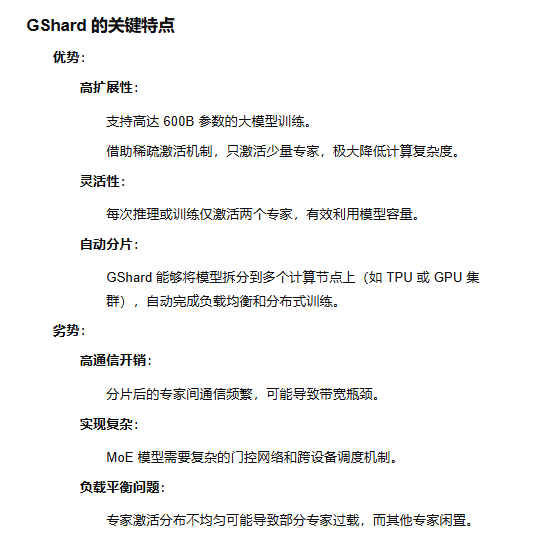 GShard 的关键特点
优势：
高扩展性：
支持高达 600B 参数的大模型训练。
借助稀疏激活机制，只激活少量专家，极大降低计算复杂度。
灵活性：
每次推理或训练仅激活两个专家，有效利用模型容量。
自动分片：
GShard 能够将模型拆分到多个计算节点上（如 TPU 或 GPU 集
群），自动完成负载均衡和分布式训练。
劣势：
高通信开销：
分片后的专家间通信频繁，可能导致带宽瓶颈。
实现复杂：
MoE 模型需要复杂的门控网络和跨设备调度机制。
负载平衡问题：
专家激活分布不均匀可能导致部分专家过载，而其他专家闲置。